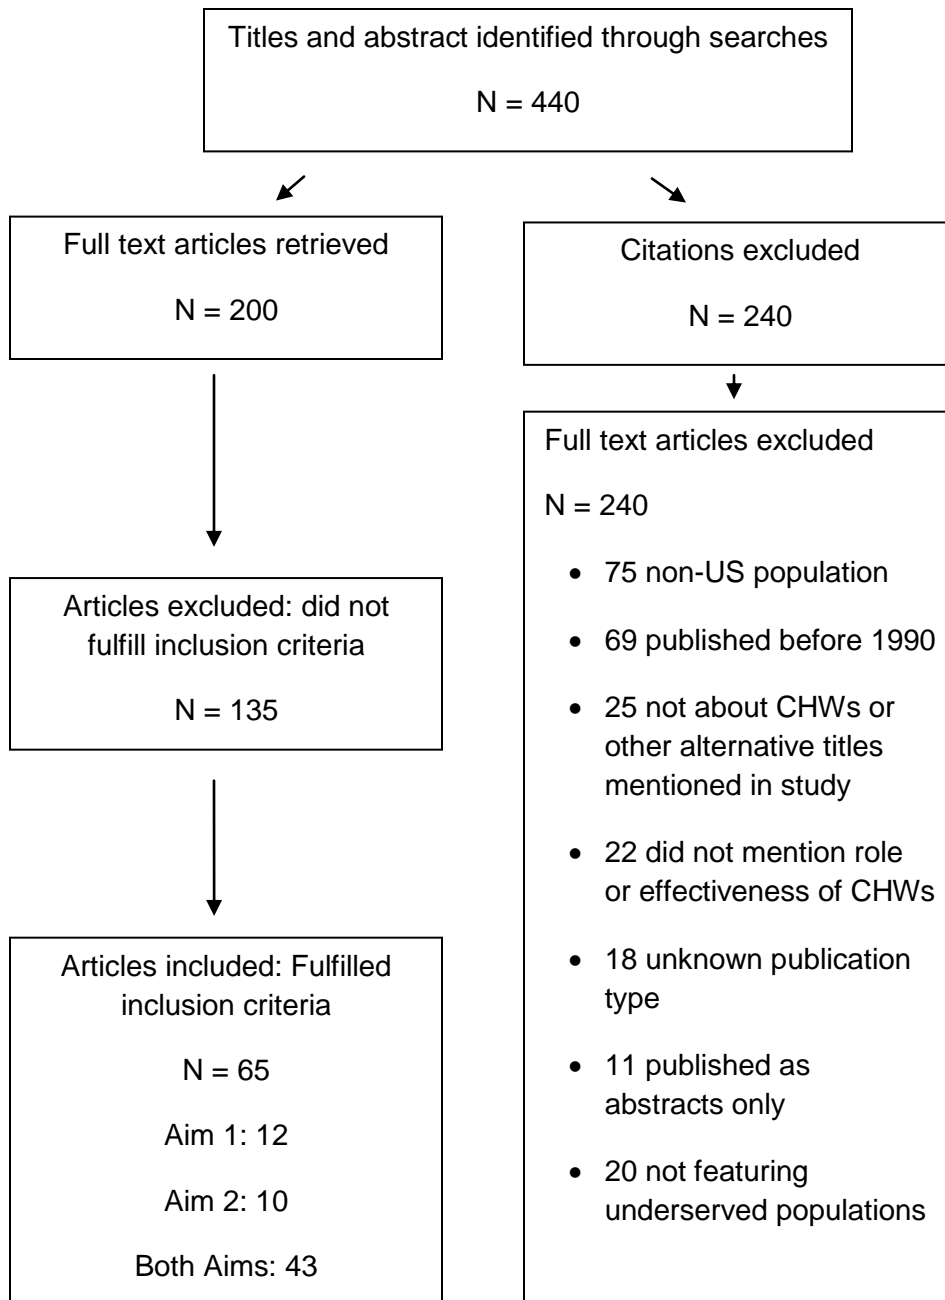 Titles and abstract identified through searches
N = 440
Full text articles retrieved
N = 200
Citations excluded
N = 240
Articles excluded: did not
fulfill inclusion criteria
N = 135
Articles included: Fulfilled
inclusion criteria
N = 65
Aim 1: 12
Aim 2: 10
Both Aims: 43
Full text articles excluded
N = 240
• 75 non-US population
• 69 published before 1990
• 25 not about CHWs or
other alternative titles
mentioned in study
• 22 did not mention role
or effectiveness of CHWs
• 18 unknown publication
type
• 11 published as
abstracts only
• 20 not featuring
underserved populations